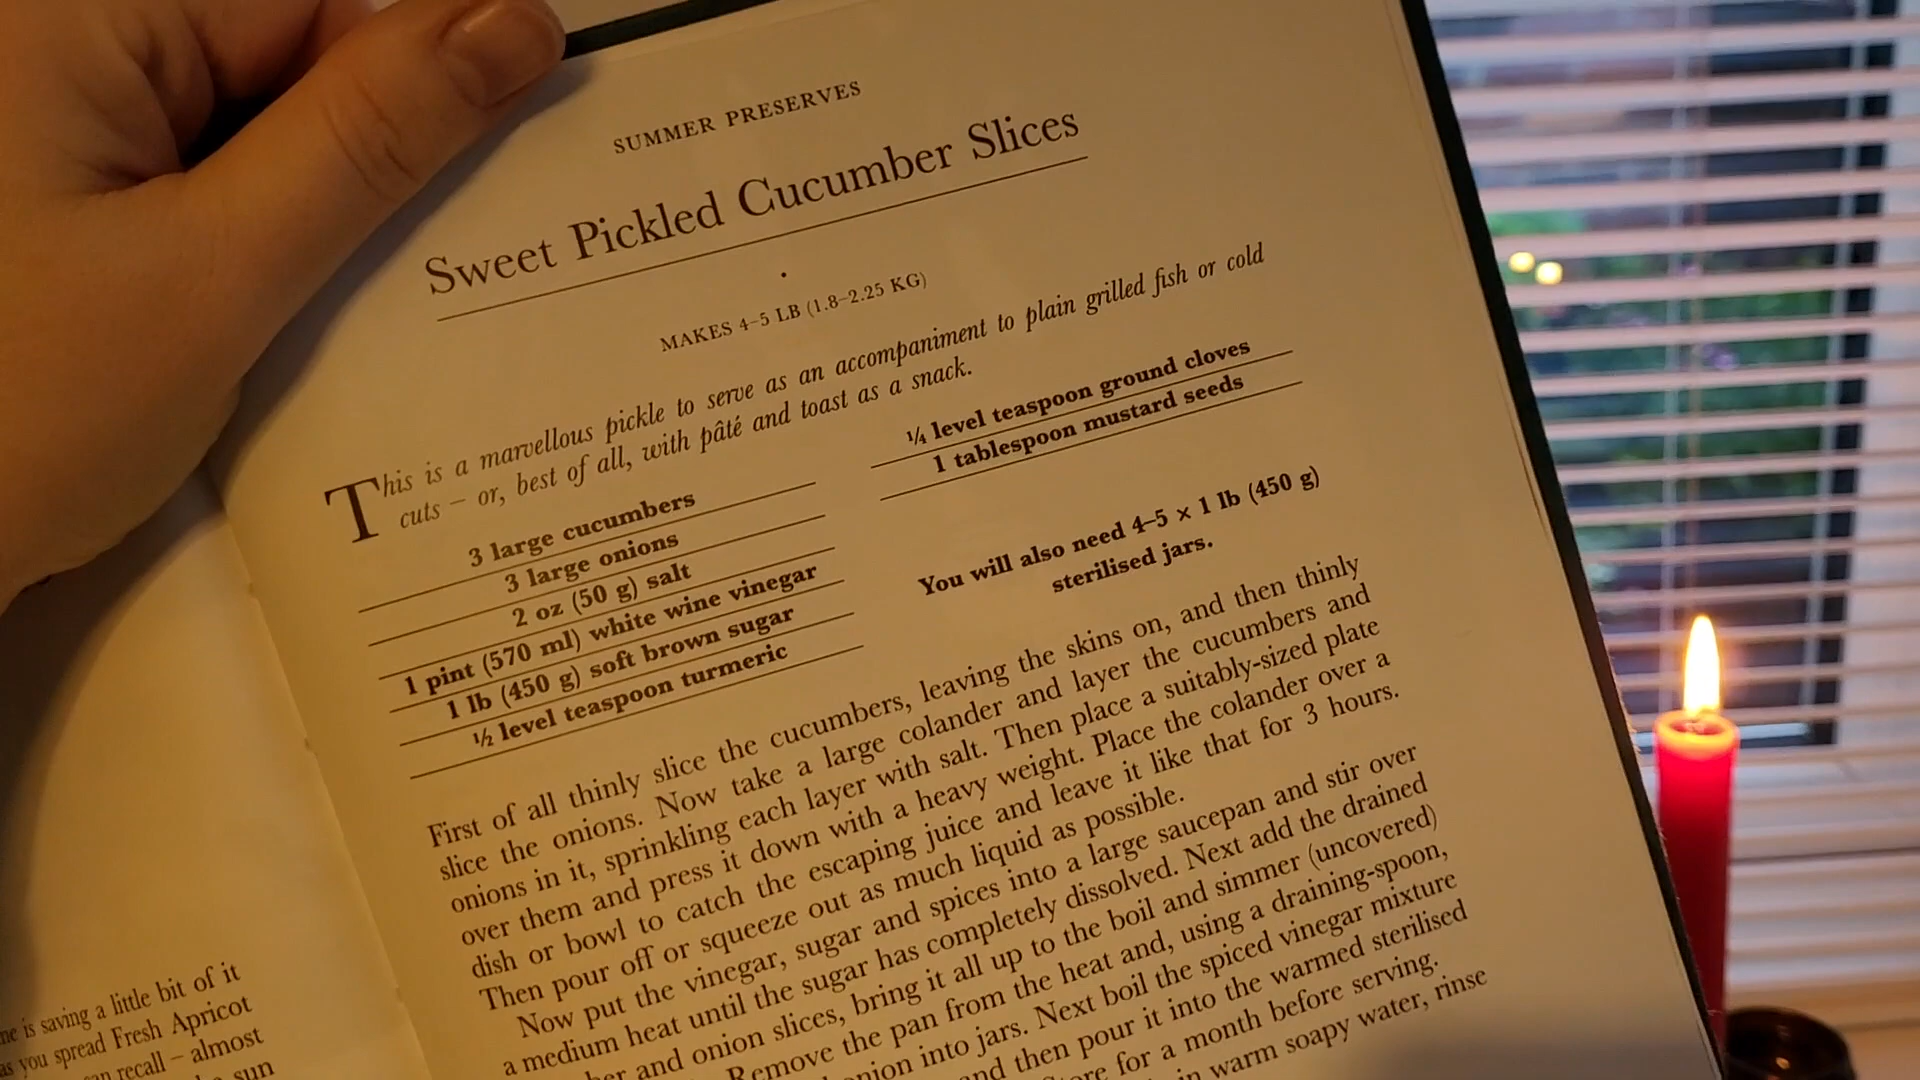 SUMMER PRESERVES
Sweet Pickled Cucumber Slices
MAKES 4–5 LB (1.8–2.25 KG)
This is a marvellous pickle to serve as an accompaniment to plain grilled fish or cold
cuts – or, best of all, with pâté and toast as a snack.
3 large cucumbers
3 large onions
2 oz (50 g) salt
1 pint (570 ml) white wine vinegar
1 lb (450 g) soft brown sugar
½ level teaspoon turmeric
¼ level teaspoon ground cloves
1 tablespoon mustard seeds
You will also need 4–5 × 1 lb (450 g)
sterilised jars.
First of all thinly slice the cucumbers, leaving the skins on, and then thinly
slice the onions. Now take a large colander and layer the cucumbers and
onions in it, sprinkling each layer with salt. Then place a suitably-sized plate
over them and press it down with a heavy weight. Place the colander over a
dish or bowl to catch the escaping juice and leave it like that for 3 hours.
Then pour off or squeeze out as much liquid as possible.
Now put the vinegar, sugar and spices into a large saucepan and stir over
a medium heat until the sugar has completely dissolved. Next add the drained
and onion slices, bring it all up to the boil and simmer (uncovered)
Remove the pan from the heat and, using a draining-spoon,
onion into jars. Next boil the spiced vinegar mixture
and then pour it into the warmed sterilised
Store for a month before serving.
in warm soapy water, rinse
is saving a little bit of it
as you spread Fresh Apricot
can recall – almost
sun